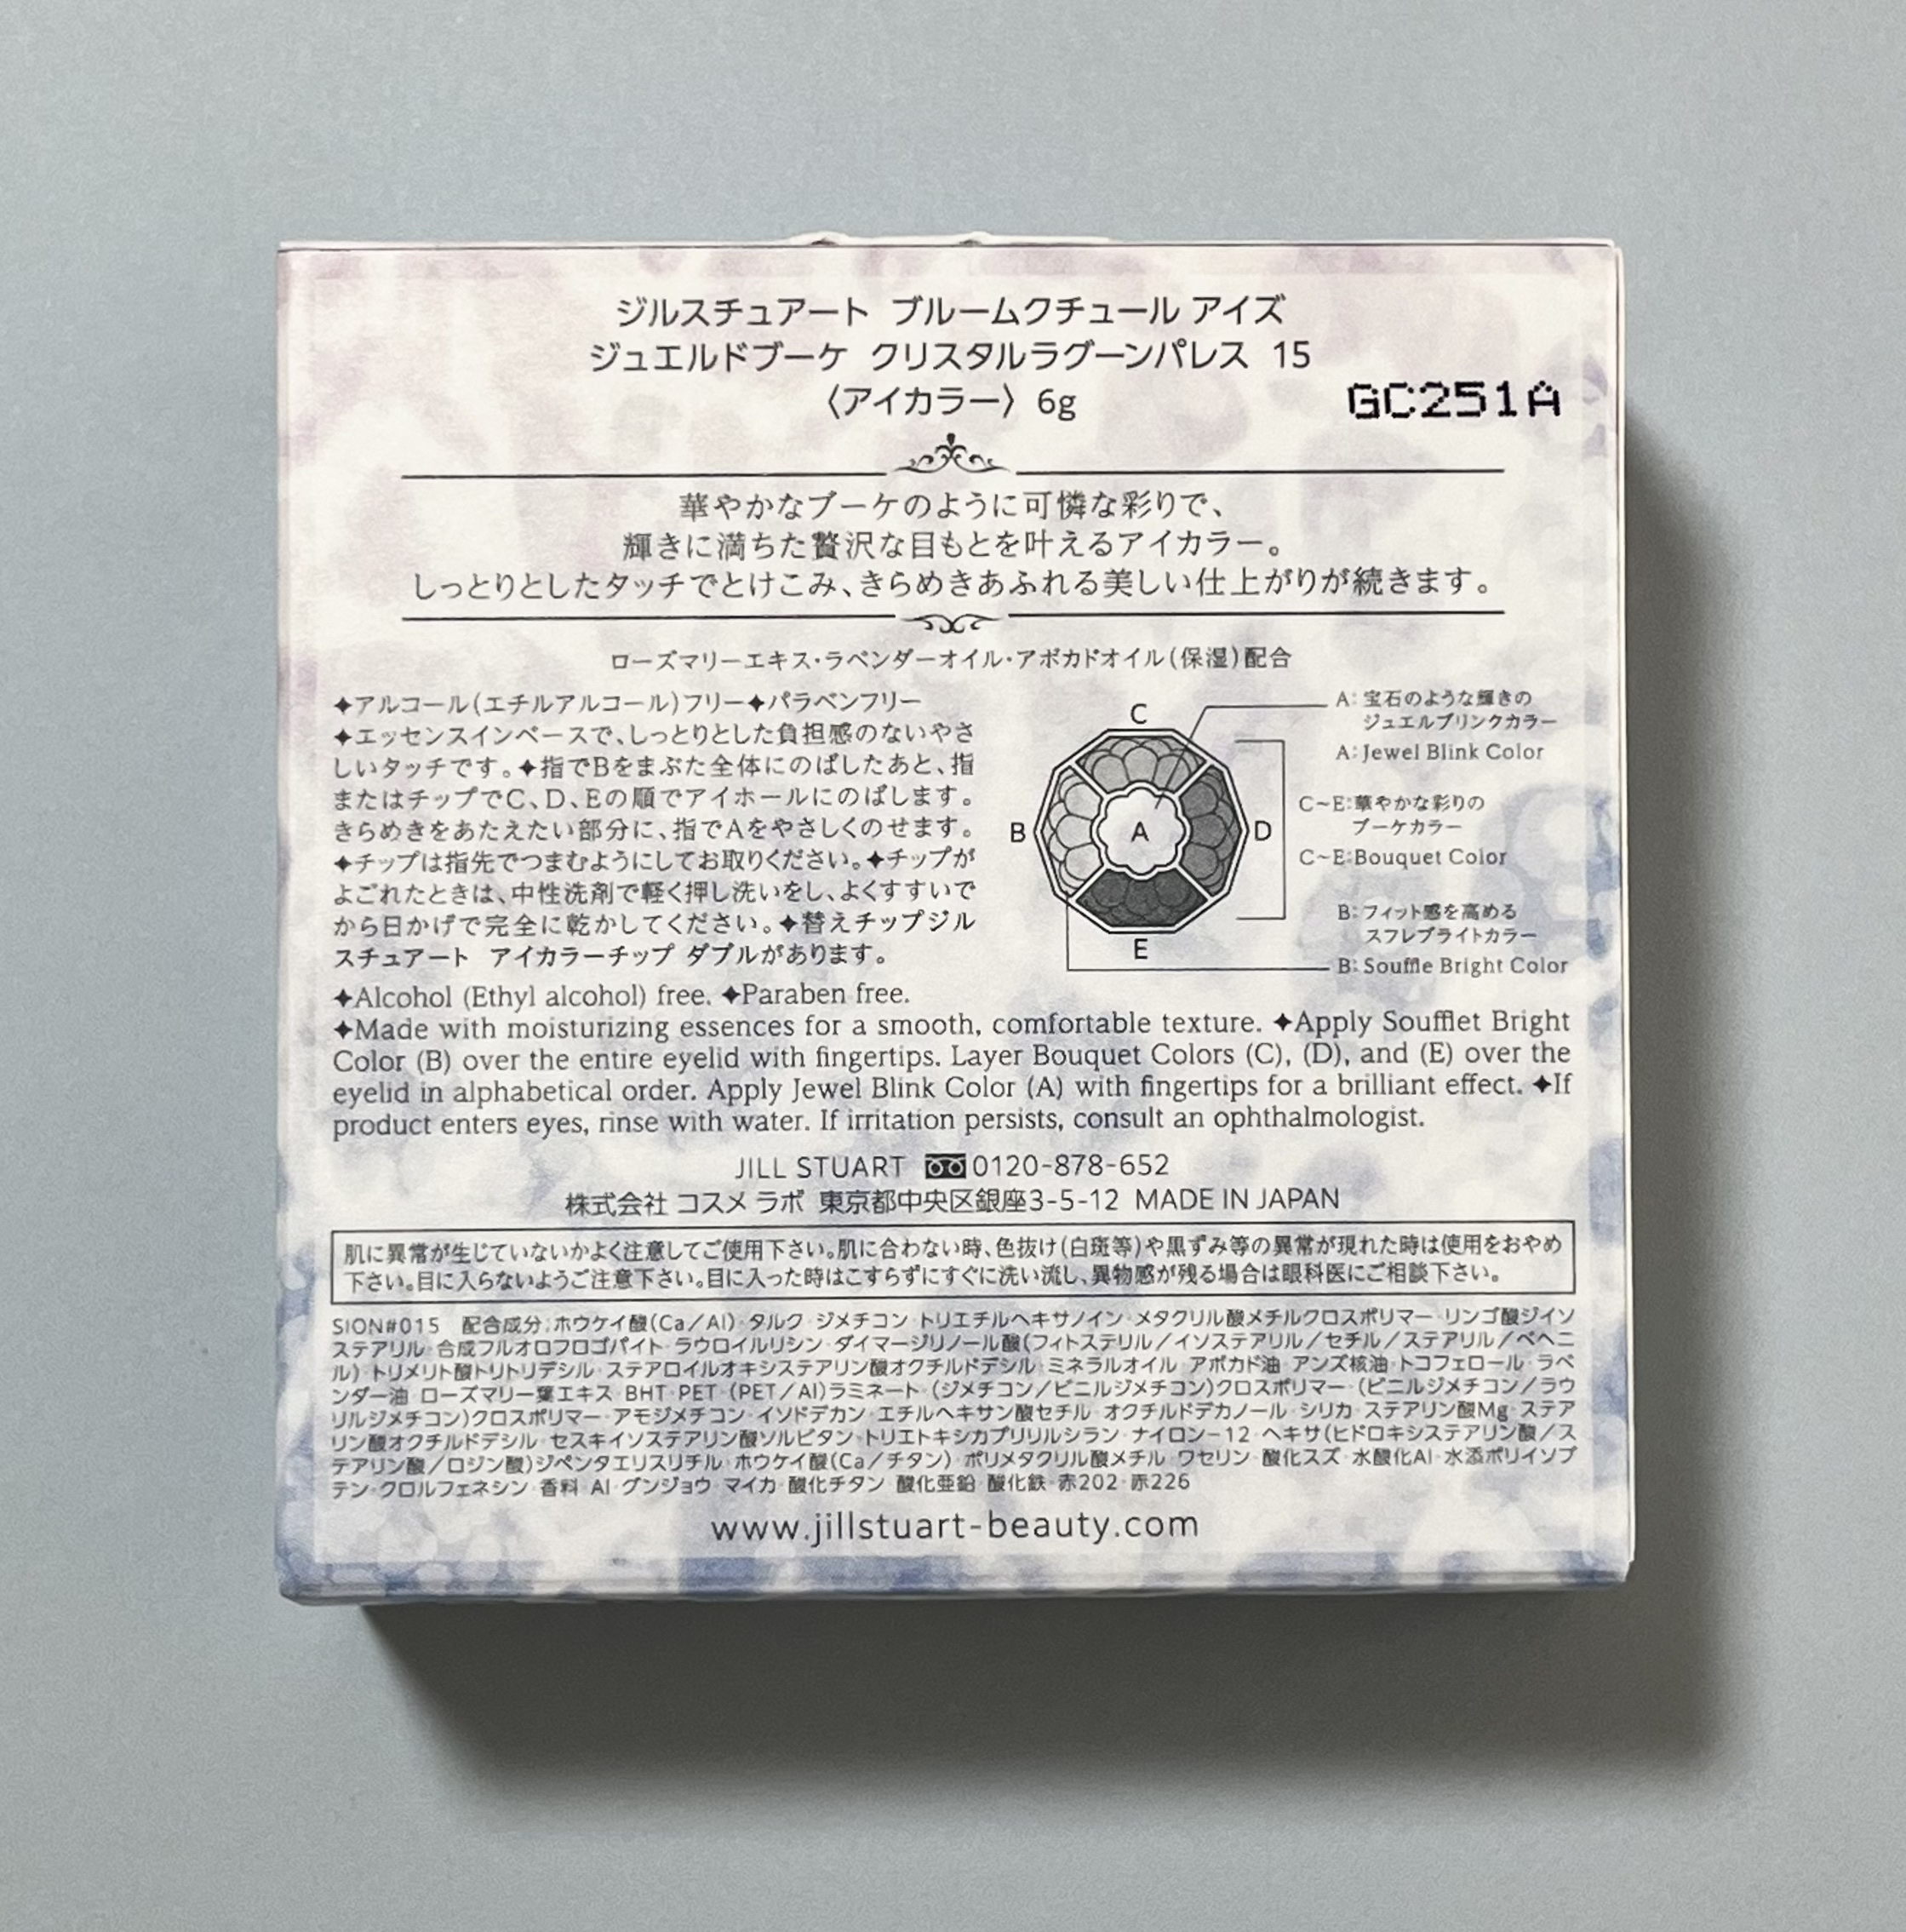 ジルスチュアート ブルームクチュール アイズ
ジュエルドブーケ クリスタルラグーンパレス 15
〈アイカラー〉 6g
GC251A
華やかなブーケのように可憐な彩りで、
輝きに満ちた贅沢な目もとを叶えるアイカラー。
しっとりとしたタッチでとけこみ、きらめきあふれる美しい仕上がりが続きます。
ローズマリーエキス・ラベンダーオイル・アボカドオイル(保湿)配合
✦アルコール(エチルアルコール)フリー✦パラベンフリー
✦エッセンスインベースで、しっとりとした負担感のないやさ
しいタッチです。✦指でBをまぶた全体にのばしたあと、指
またはチップでC、D、Eの順でアイホールにのばします。
きらめきをあたえたい部分に、指でAをやさしくのせます。
✦チップは指先でつまむようにしてお取りください。✦チップが
よごれたときは、中性洗剤で軽く押し洗いをし、よくすすいで
から日かげで完全に乾かしてください。✦替えチップジル
スチュアート アイカラーチップ ダブルがあります。
C
B
A
D
E
A:宝石のような輝きの
ジュエルブリンクカラー
A:Jewel Blink Color
C~E:華やかな彩りの
ブーケカラー
C~E:Bouquet Color
B:フィット感を高める
スフレブライトカラー
B:Souffle Bright Color
✦Alcohol (Ethyl alcohol) free. ✦Paraben free.
✦Made with moisturizing essences for a smooth, comfortable texture. ✦Apply Soufflet Bright
Color (B) over the entire eyelid with fingertips. Layer Bouquet Colors (C), (D), and (E) over the
eyelid in alphabetical order. Apply Jewel Blink Color (A) with fingertips for a brilliant effect. ✦If
product enters eyes, rinse with water. If irritation persists, consult an ophthalmologist.
JILL STUART 0120-878-652
株式会社 コスメ ラボ 東京都中央区銀座3-5-12 MADE IN JAPAN
肌に異常が生じていないかよく注意してご使用下さい。肌に合わない時、色抜け(白斑等)や黒ずみ等の異常が現れた時は使用をおやめ
下さい。目に入らないようご注意下さい。目に入った時はこすらずにすぐに洗い流し、異物感が残る場合は眼科医にご相談下さい。
SION#015 配合成分:ホウケイ酸(Ca/Al)・タルク・ジメチコン・トリエチルヘキサノイン・メタクリル酸メチルクロスポリマー・リンゴ酸ジイソ
ステアリル・合成フルオロフロゴパイト・ラウロイルリシン・ダイマージリノール酸(フィトステリル/イソステアリル/セチル/ステアリル/ベヘニ
ル)・トリメリト酸トリトリデシル・ステアロイルオキシステアリン酸オクチルドデシル・ミネラルオイル・アボカド油・アンズ核油・トコフェロール・ラベ
ンダー油・ローズマリー葉エキス・BHT・PET・(PET/Al)ラミネート・(ジメチコン/ビニルジメチコン)クロスポリマー・(ビニルジメチコン/ラウ
リルジメチコン)クロスポリマー・アモジメチコン・イソドデカン・エチルヘキサン酸セチル・オクチルドデカノール・シリカ・ステアリン酸Mg・ステア
リン酸オクチルドデシル・セスキイソステアリン酸ソルビタン・トリエトキシカプリリルシラン・ナイロン-12・ヘキサ(ヒドロキシステアリン酸/ス
テアリン酸/ロジン酸)ジペンタエリスリチル・ホウケイ酸(Ca/チタン)・ポリメタクリル酸メチル・ワセリン・酸化スズ・水酸化Al・水添ポリイソブ
テン・クロルフェネシン・香料・Al・グンジョウ・マイカ・酸化チタン・酸化亜鉛・酸化鉄・赤202・赤226
www.jillstuart-beauty.com